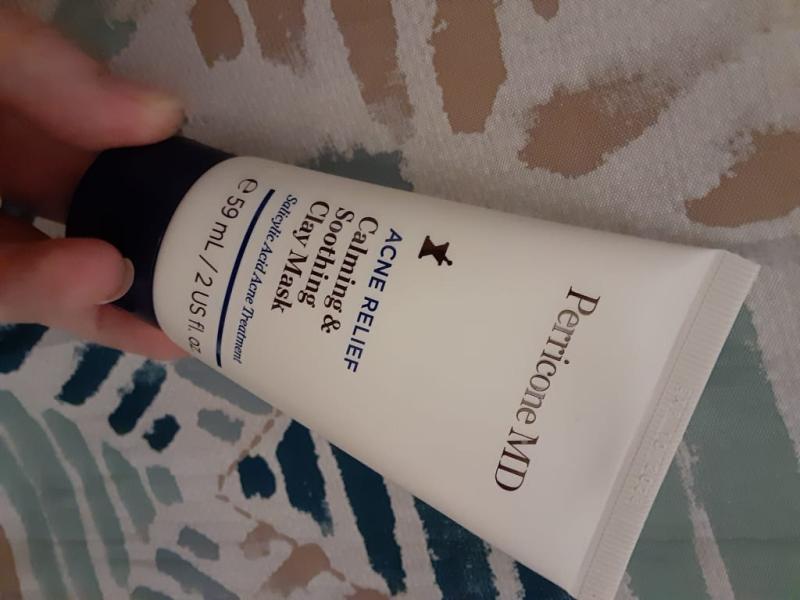 Perricone MD
ACNE RELIEF
Calming &
Soothing
Clay Mask
Salicylic Acid Acne Treatment
℮ 59 mL / 2 US fl. oz